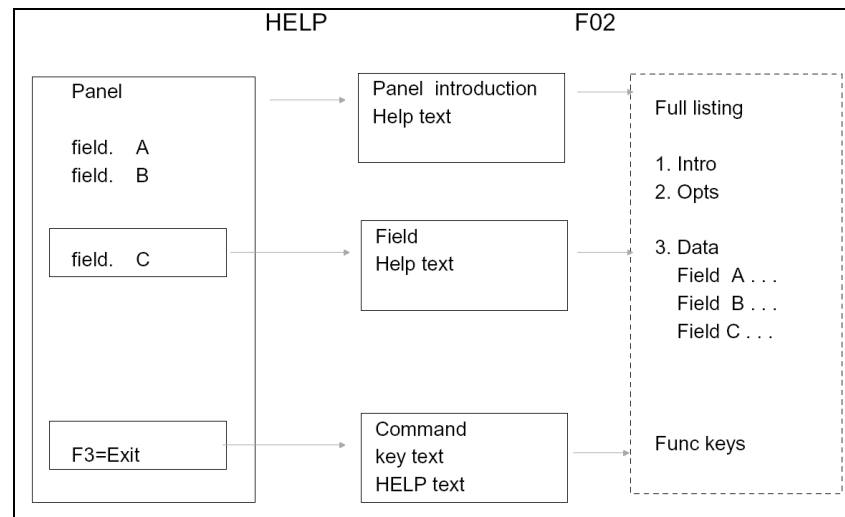 HELP
F02
Panel
field. A
field. B
field. C
F3=Exit
Panel introduction
Help text
Field
Help text
Command
key text
HELP text
Full listing
1. Intro
2. Opts
3. Data
Field A . . .
Field B . . .
Field C . . .
Func keys